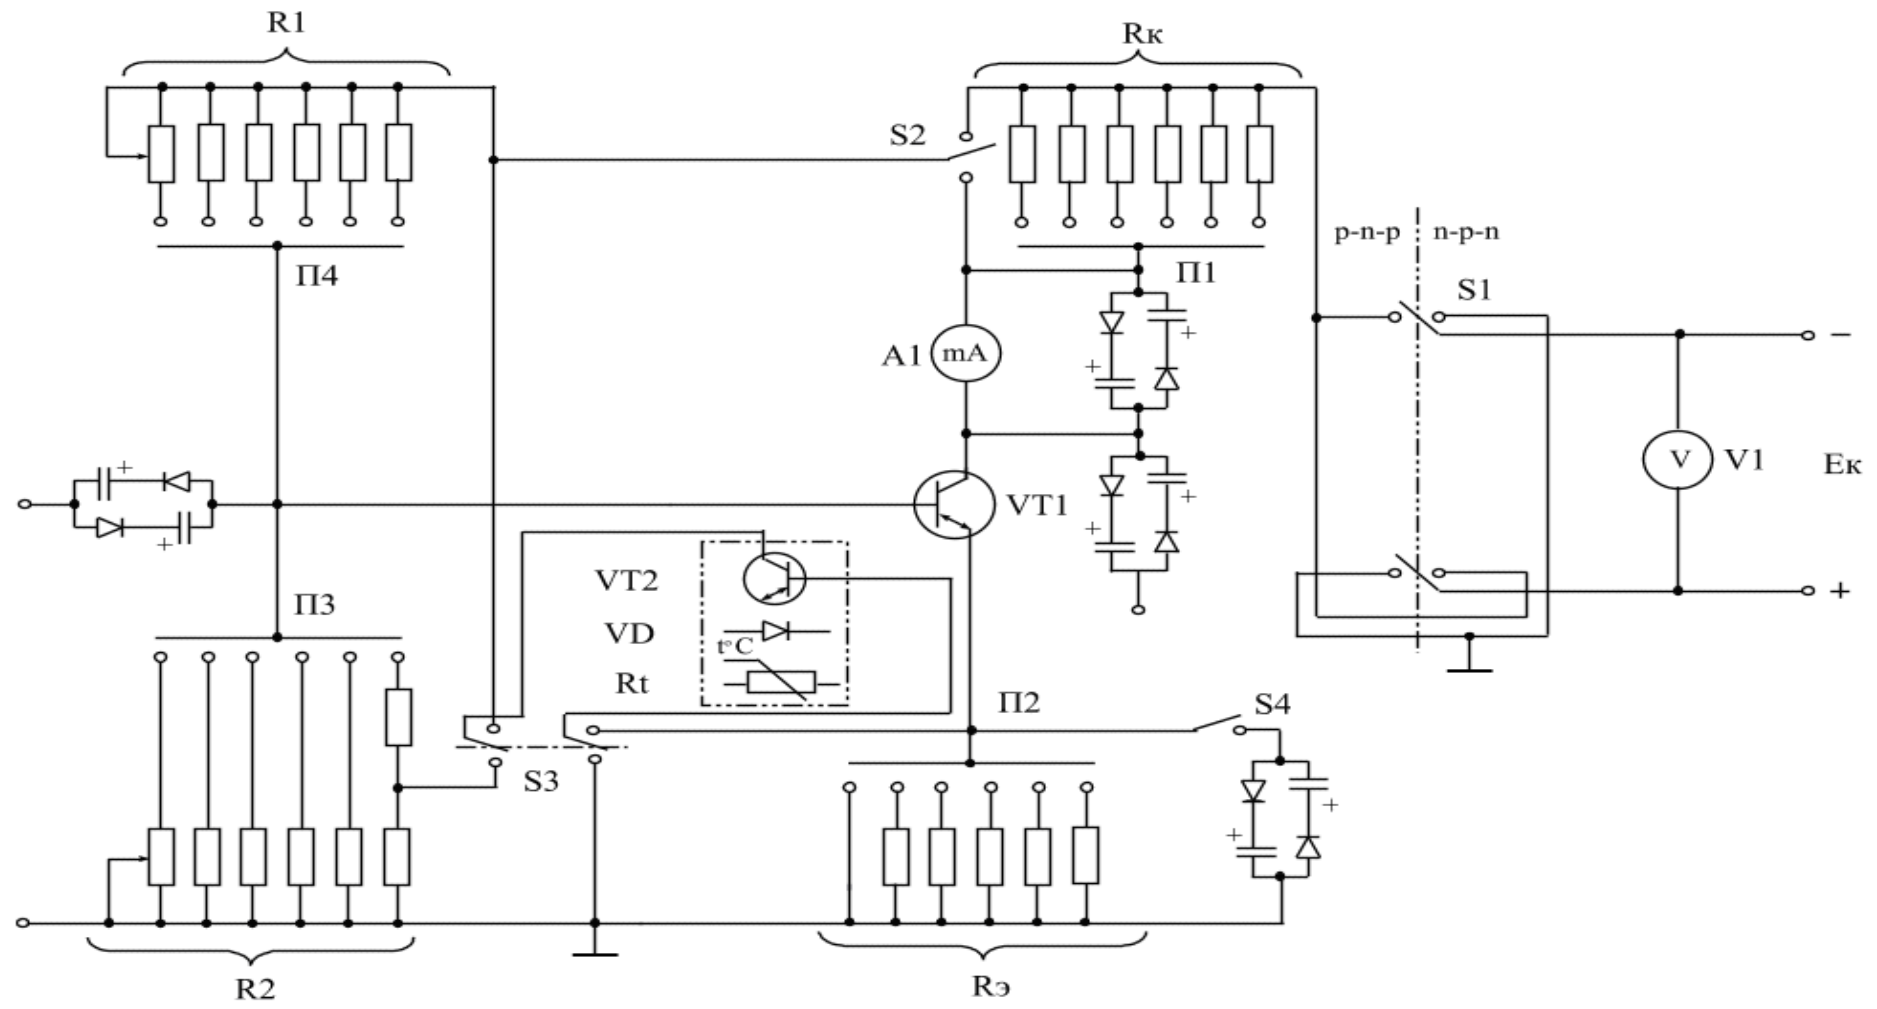 R1
Rк
S2
p-n-p
n-p-n
П4
П1
S1
+
A1
mA
+
−
+
V
V1
Eк
VT1
+
+
+
VT2
П3
+
VD
t°C
Rt
П2
S4
S3
+
+
R2
Rэ